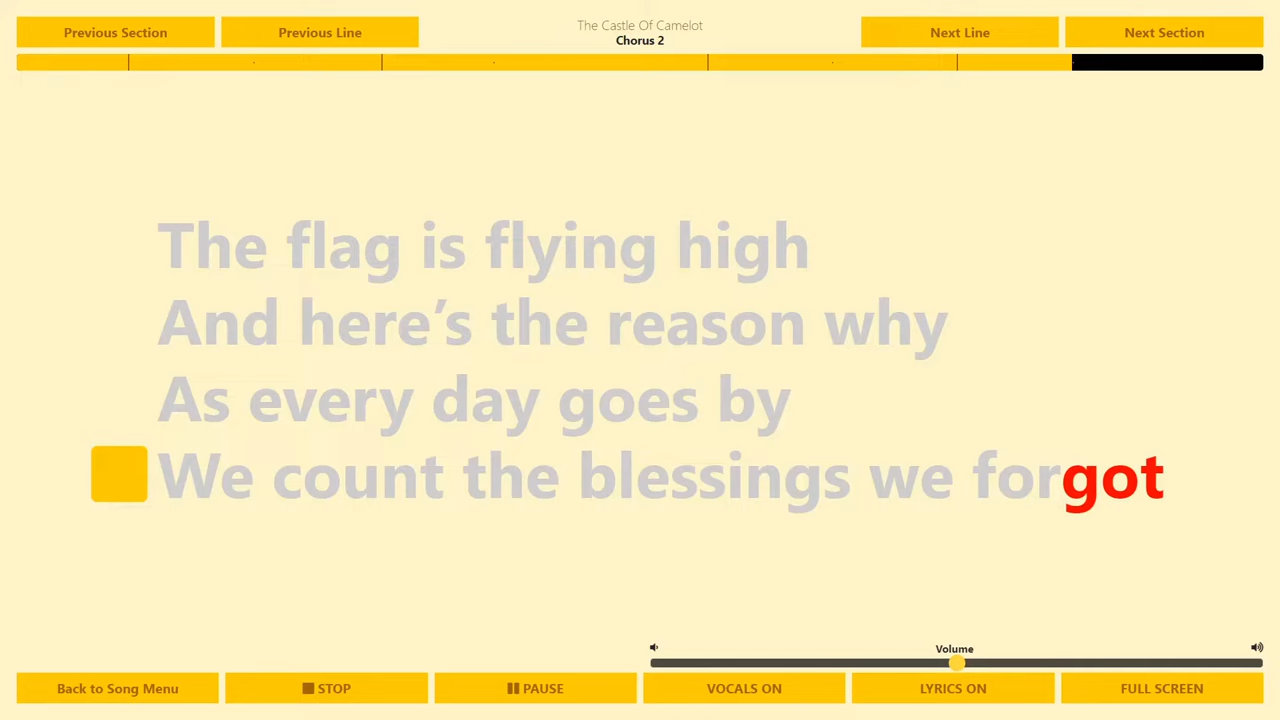 Previous Section
Previous Line
The Castle Of Camelot
Chorus 2
Next Line
Next Section
The flag is flying high
And here’s the reason why
As every day goes by
We count the blessings we forgot
Volume
Back to Song Menu
STOP
PAUSE
VOCALS ON
LYRICS ON
FULL SCREEN